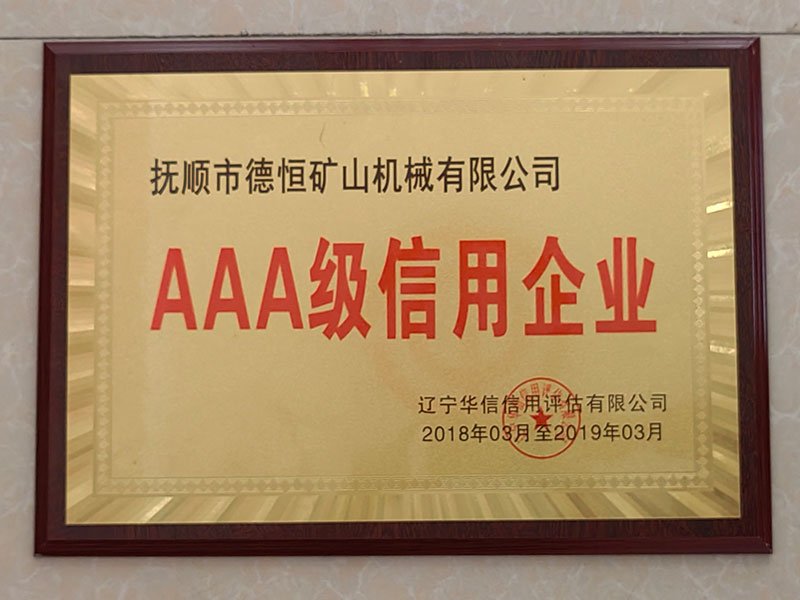 抚顺市德恒矿山机械有限公司
AAA级信用企业
辽宁华信信用评估有限公司
2018年03月至2019年03月